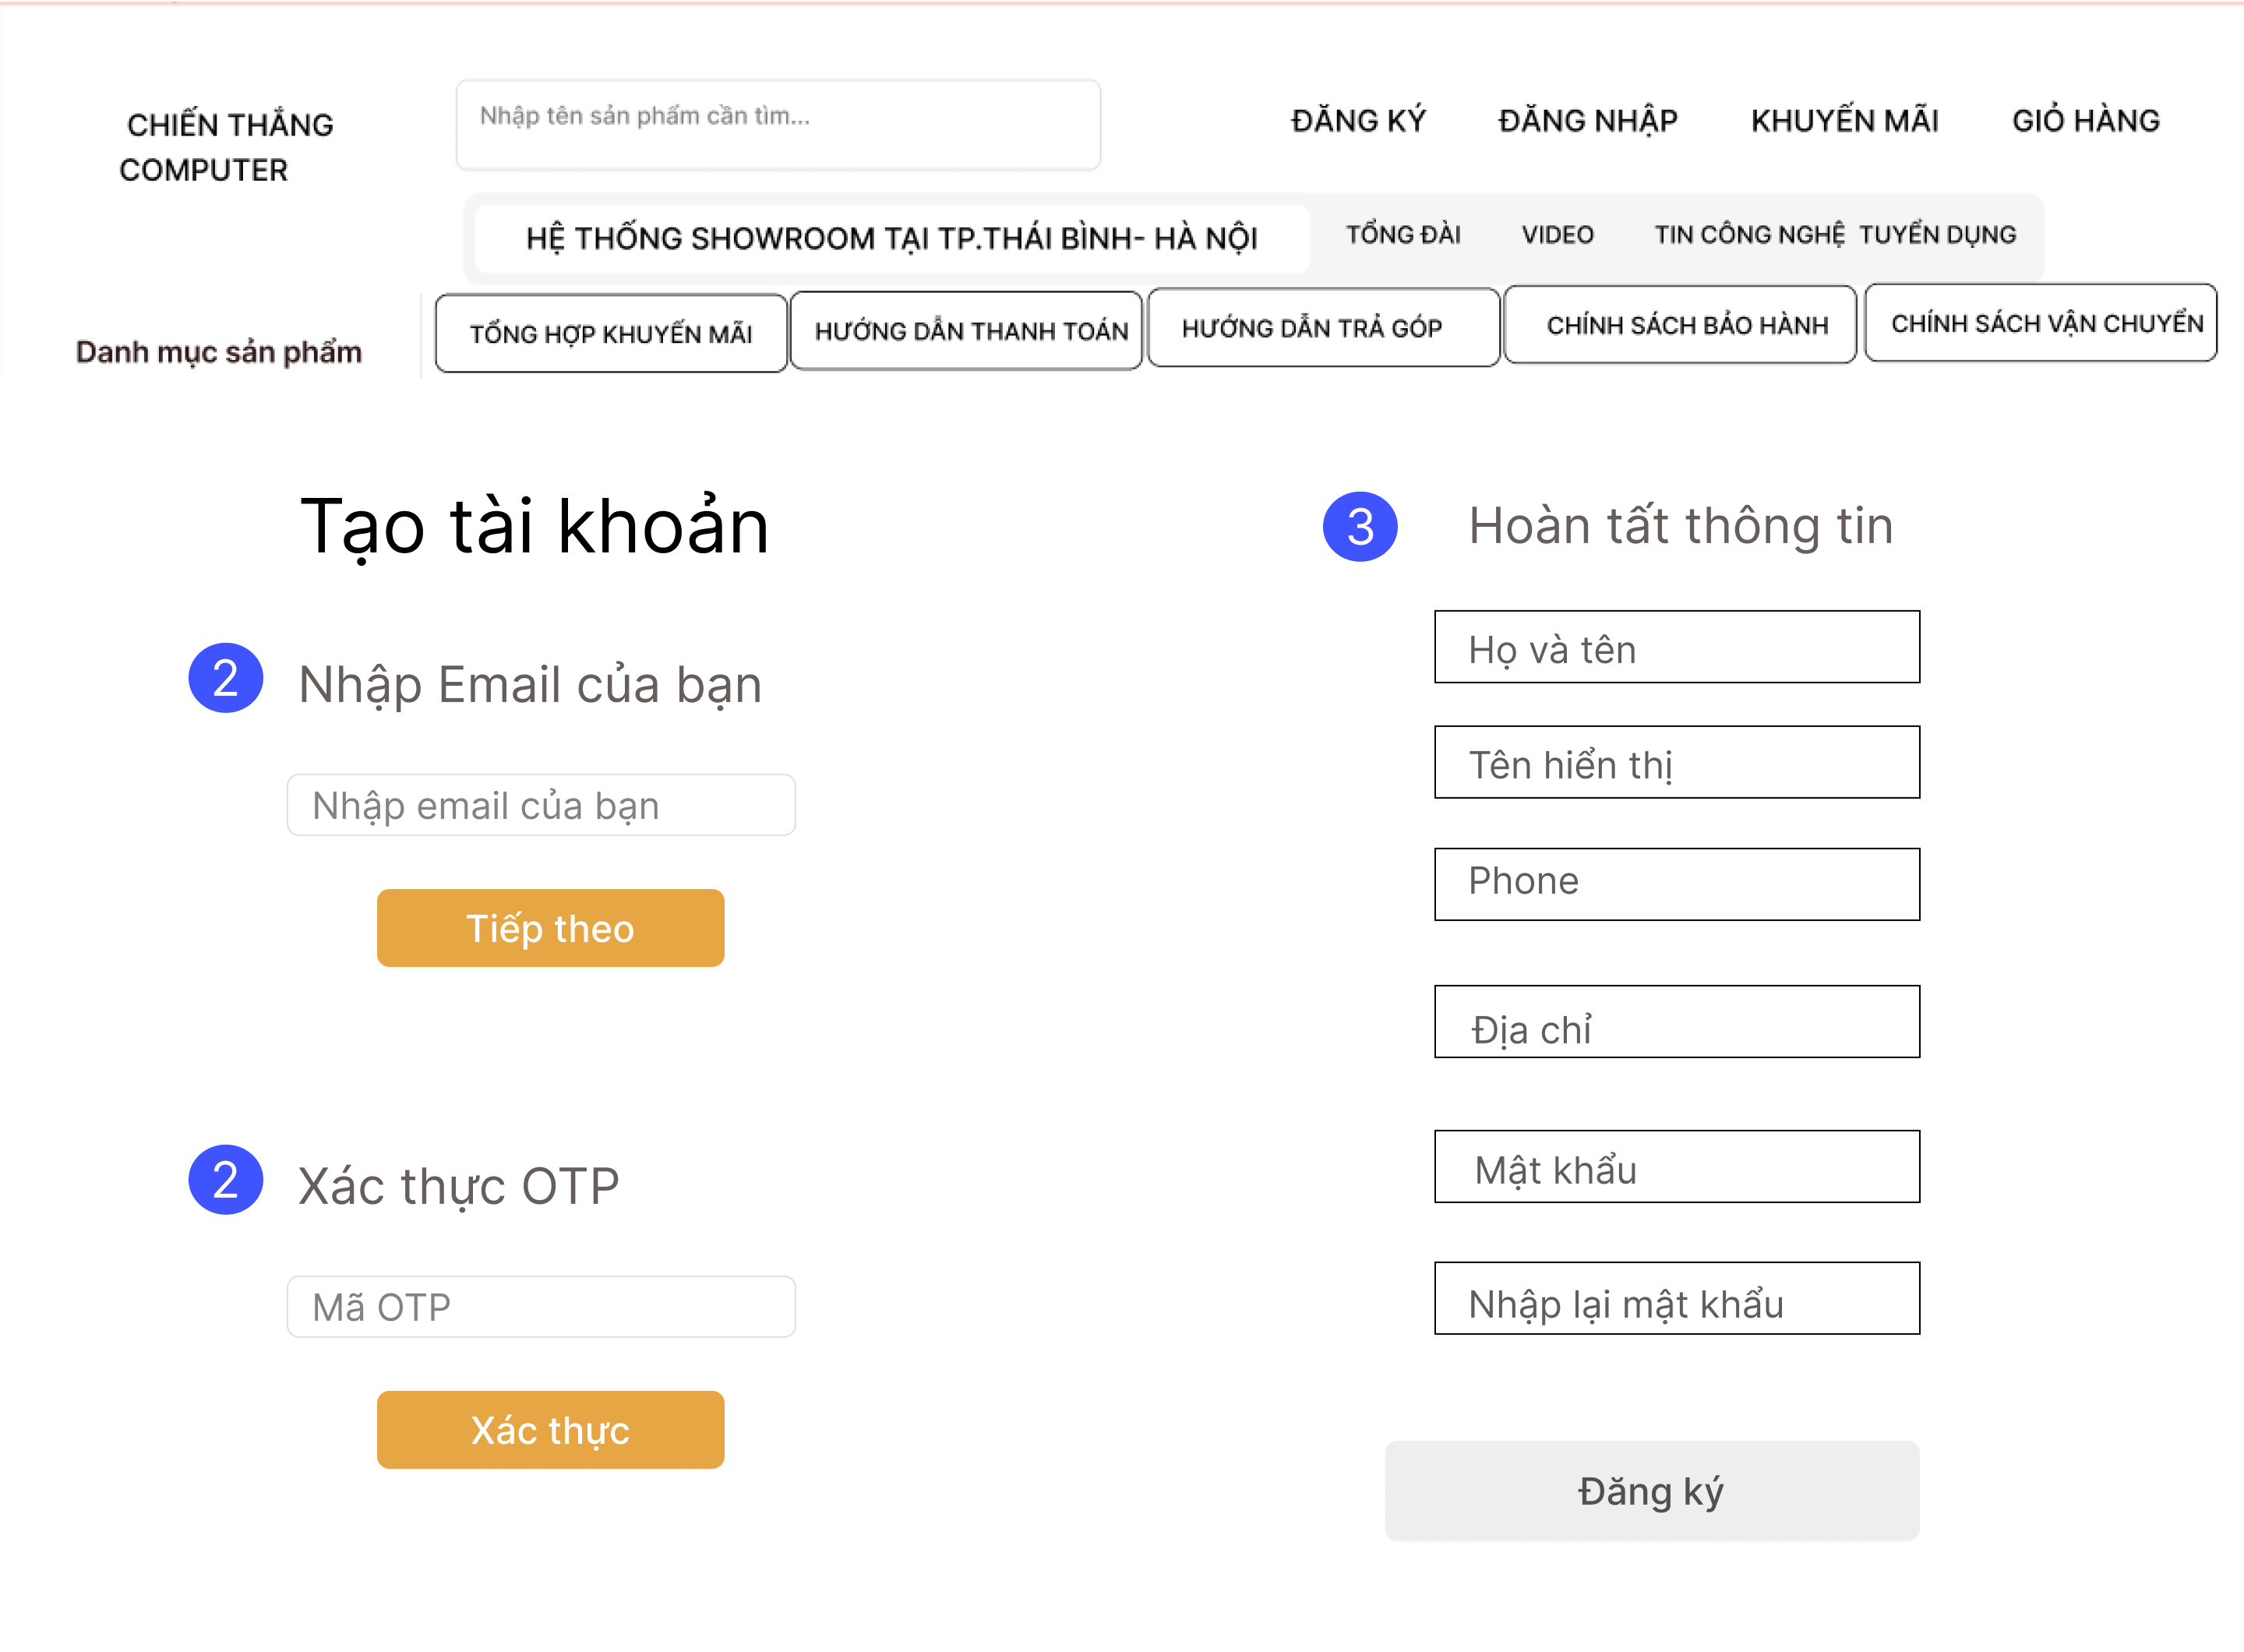 CHIẾN THẮNG
COMPUTER
Nhập tên sản phẩm cần tìm...
ĐĂNG KÝ
ĐĂNG NHẬP
KHUYẾN MÃI
GIỎ HÀNG
HỆ THỐNG SHOWROOM TẠI TP.THÁI BÌNH- HÀ NỘI
TỔNG ĐÀI
VIDEO
TIN CÔNG NGHỆ
TUYỂN DỤNG
Danh mục sản phẩm
TỔNG HỢP KHUYẾN MÃI
HƯỚNG DẪN THANH TOÁN
HƯỚNG DẪN TRẢ GÓP
CHÍNH SÁCH BẢO HÀNH
CHÍNH SÁCH VẬN CHUYỂN
Tạo tài khoản
2 Nhập Email của bạn
Nhập email của bạn
Tiếp theo
2 Xác thực OTP
Mã OTP
Xác thực
3 Hoàn tất thông tin
Họ và tên
Tên hiển thị
Phone
Địa chỉ
Mật khẩu
Nhập lại mật khẩu
Đăng ký